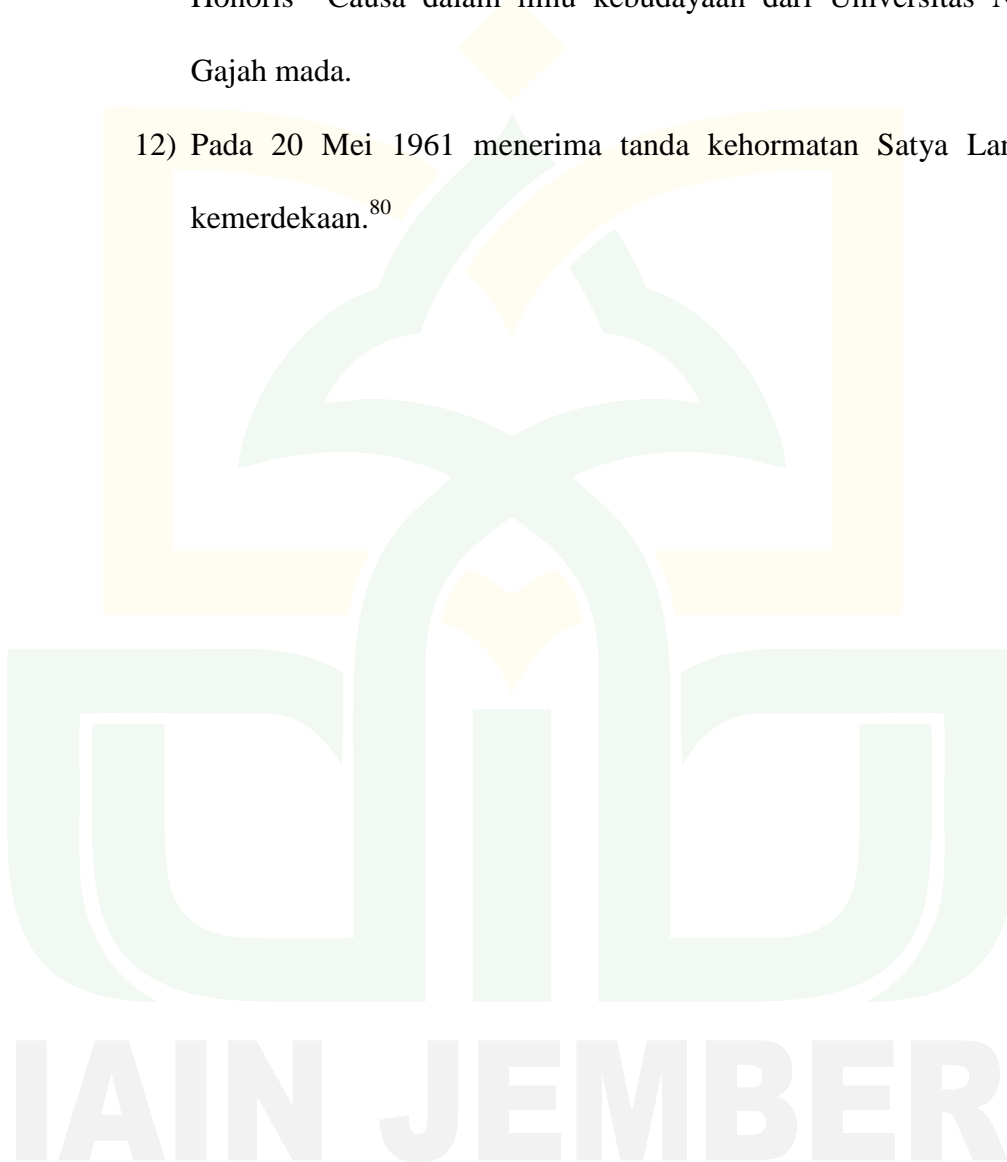 Honoris Causa dalam ilmu kebudayaan dari Universitas
Gajah mada.
12) Pada 20 Mei 1961 menerima tanda kehormatan Satya
kemerdekaan.80
IAIN JEMBER